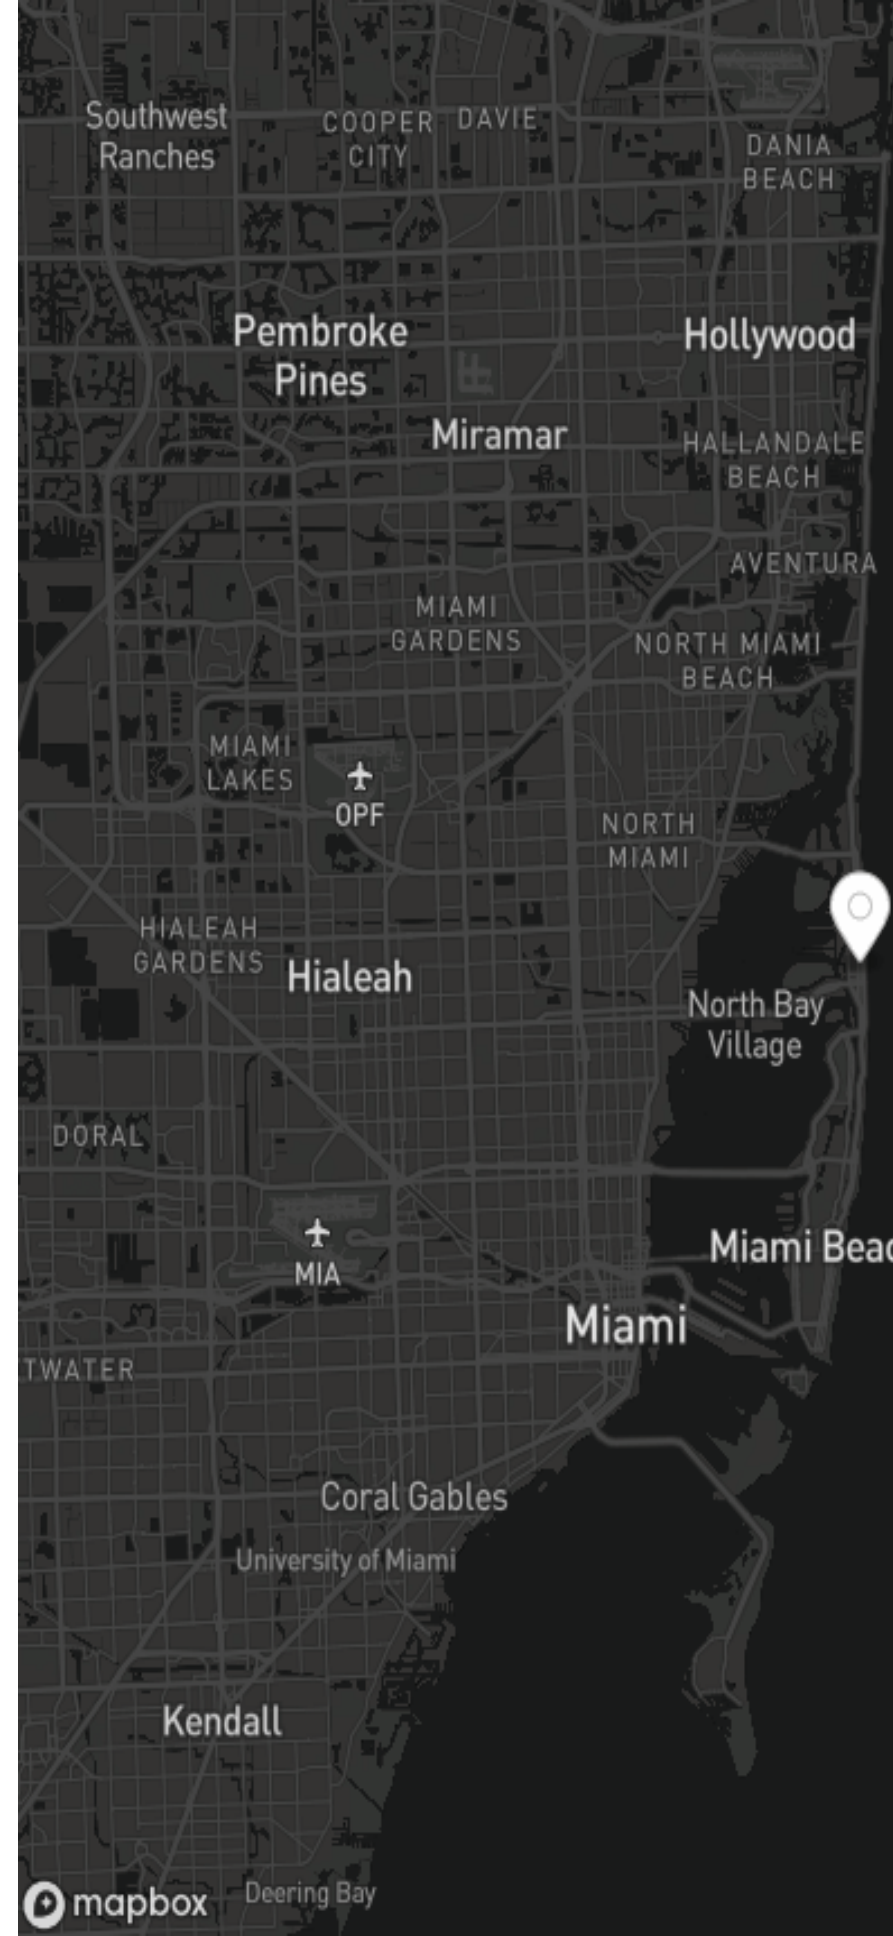 Southwest
Ranches
COOPER
CITY
DAVIE
DANIA
BEACH
Pembroke
Pines
Hollywood
Miramar
HALLANDALE
BEACH
AVENTURA
MIAMI
GARDENS
NORTH MIAMI
BEACH
MIAMI
LAKES
OPF
NORTH
MIAMI
HIALEAH
GARDENS
Hialeah
North Bay
Village
DORAL
Miami Beac
MIA
Miami
TWATER
Coral Gables
University of Miami
Kendall
Deering Bay
mapbox